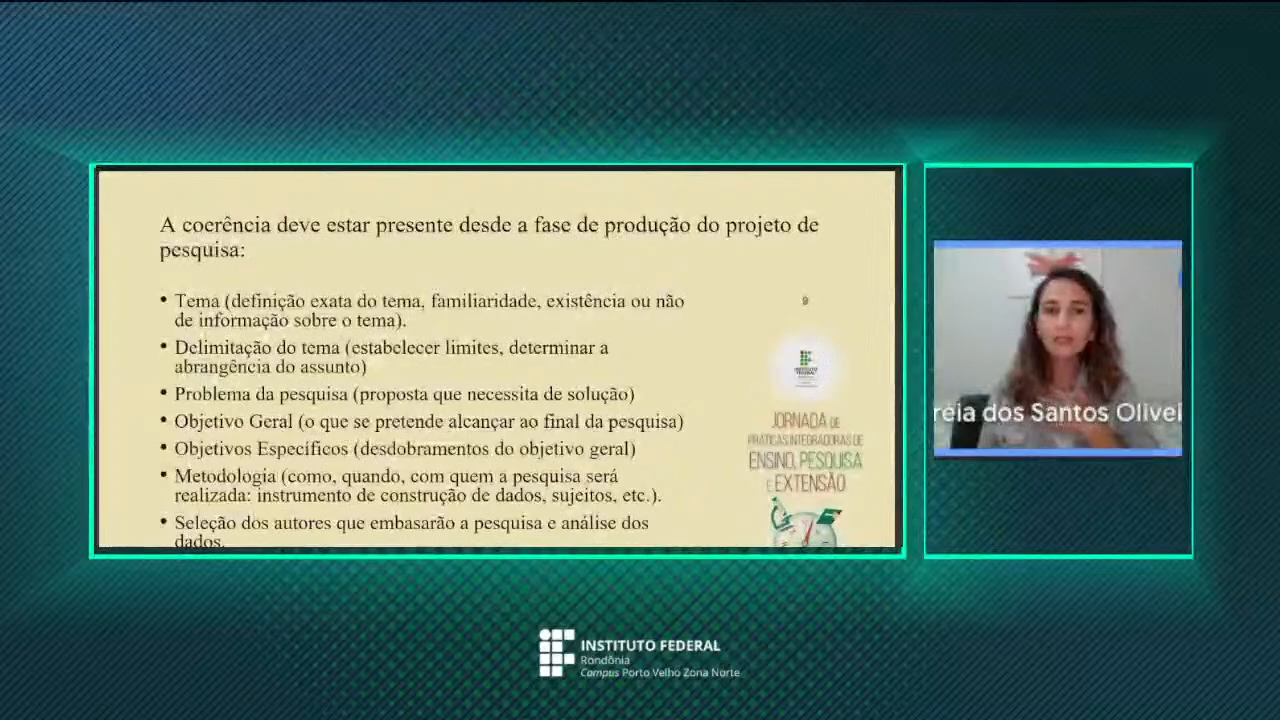 A coerência deve estar presente desde a fase de produção do projeto de
pesquisa:
• Tema (definição exata do tema, familiaridade, existência ou não
de informação sobre o tema).
• Delimitação do tema (estabelecer limites, determinar a
abrangência do assunto)
• Problema da pesquisa (proposta que necessita de solução)
• Objetivo Geral (o que se pretende alcançar ao final da pesquisa)
• Objetivos Específicos (desdobramentos do objetivo geral)
• Metodologia (como, quando, com quem a pesquisa será
realizada: instrumento de construção de dados, sujeitos, etc.).
• Seleção dos autores que embasarão a pesquisa e análise dos
dados.
9
INSTITUTO
FEDERAL
JORNADA DE
PRÁTICAS INTEGRADORAS DE
ENSINO, PESQUISA
E EXTENSÃO
réia dos Santos Olivei
INSTITUTO FEDERAL
Rondônia
Campus Porto Velho Zona Norte